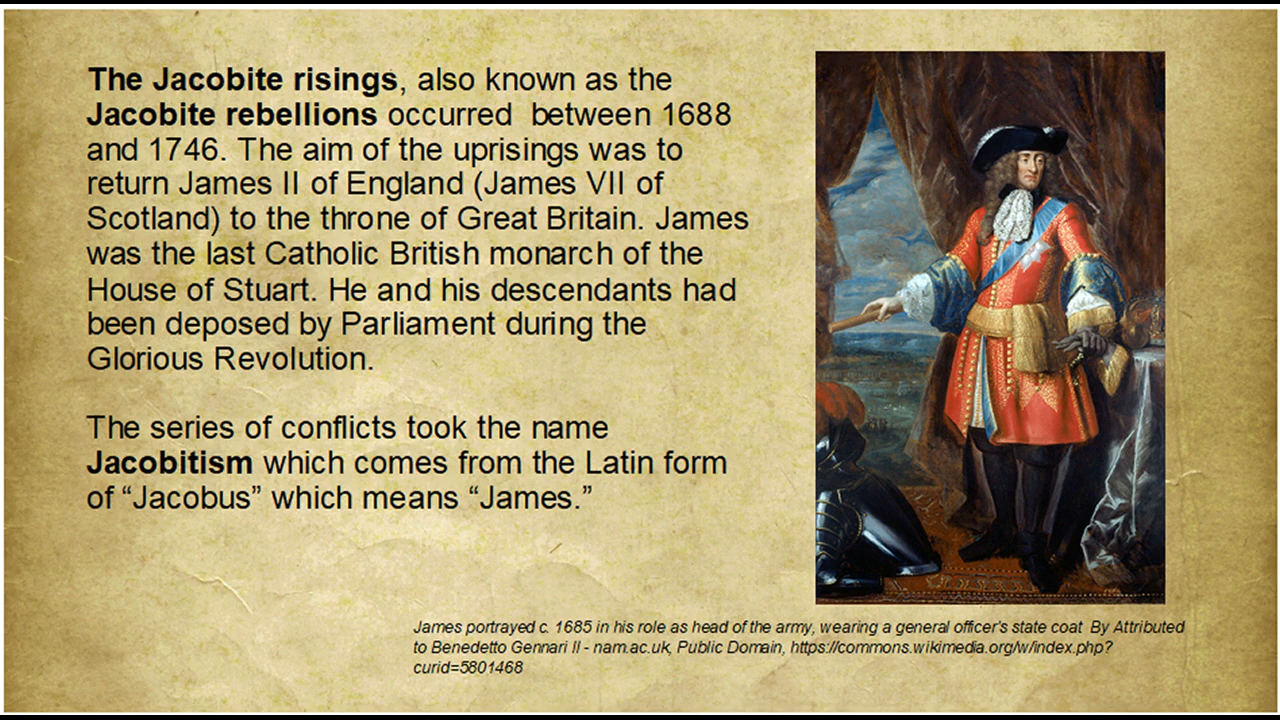 The Jacobite risings, also known as the
Jacobite rebellions occurred  between 1688
and 1746. The aim of the uprisings was to
return James II of England (James VII of
Scotland) to the throne of Great Britain. James
was the last Catholic British monarch of the
House of Stuart. He and his descendants had
been deposed by Parliament during the
Glorious Revolution.
The series of conflicts took the name
Jacobitism which comes from the Latin form
of “Jacobus” which means “James.”
James portrayed c. 1685 in his role as head of the army, wearing a general officer's state coat  By Attributed
to Benedetto Gennari II - nam.ac.uk, Public Domain, https://commons.wikimedia.org/w/index.php?
curid=5801468